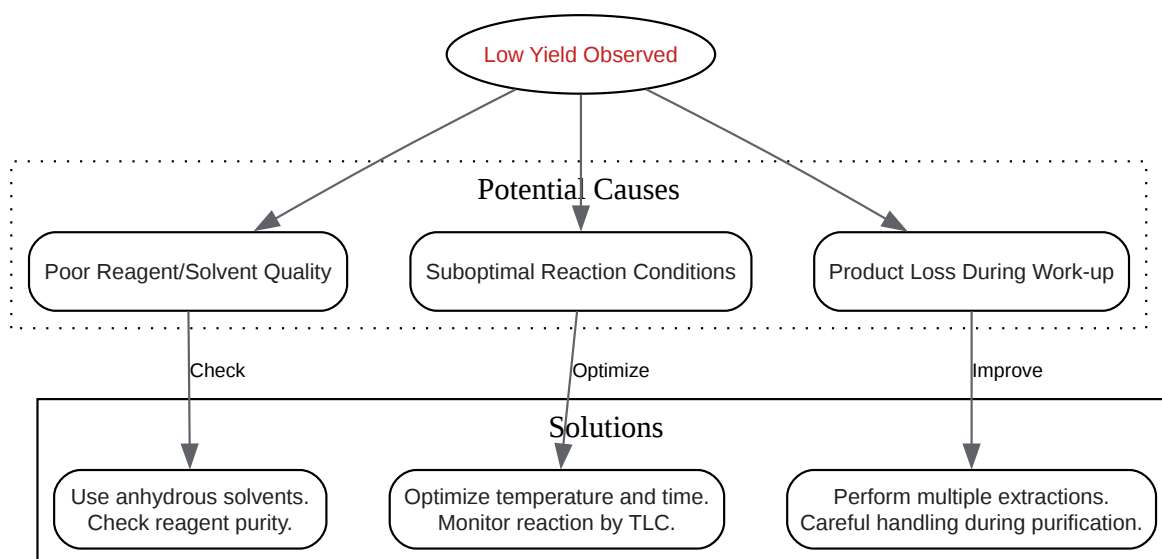 Low Yield Observed
Potential Causes
Poor Reagent/Solvent Quality
Suboptimal Reaction Conditions
Product Loss During Work-up
Check
Optimize
Improve
Solutions
Use anhydrous solvents.
Check reagent purity.
Optimize temperature and time.
Monitor reaction by TLC.
Perform multiple extractions.
Careful handling during purification.